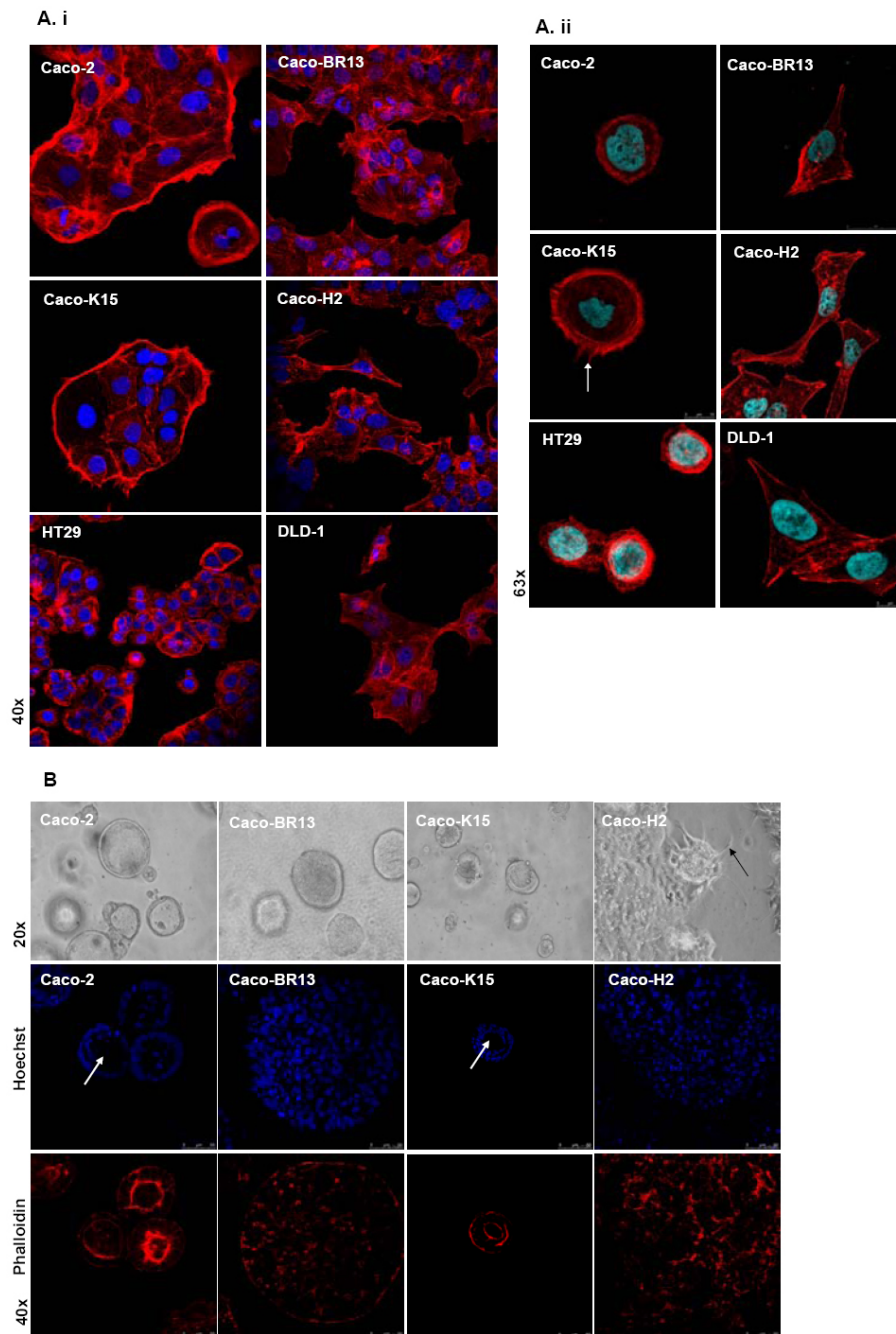 A. i
Caco-2
Caco-BR13
Caco-K15
Caco-H2
HT29
DLD-1
40x
A. ii
Caco-2
Caco-BR13
Caco-K15
Caco-H2
HT29
DLD-1
63x
B
Caco-2
Caco-BR13
Caco-K15
Caco-H2
20x
Caco-2
Caco-BR13
Caco-K15
Caco-H2
Hoechst
Phalloidin
40x